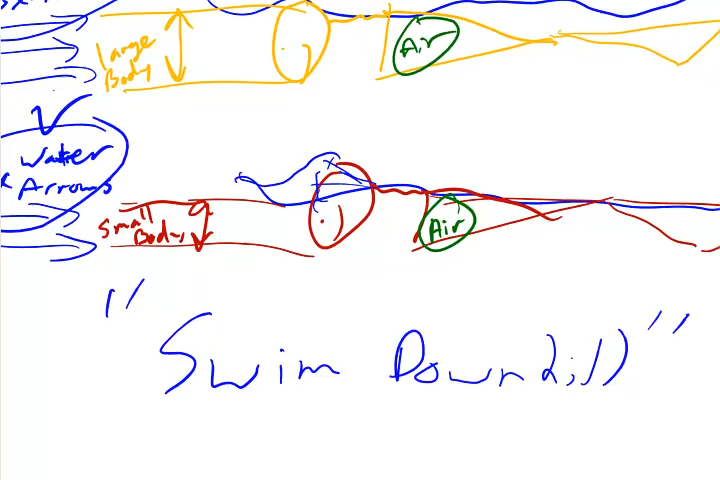 Large
Body
Air
Water
& Arrows
Small
Body
Air
"Swim Downhill"